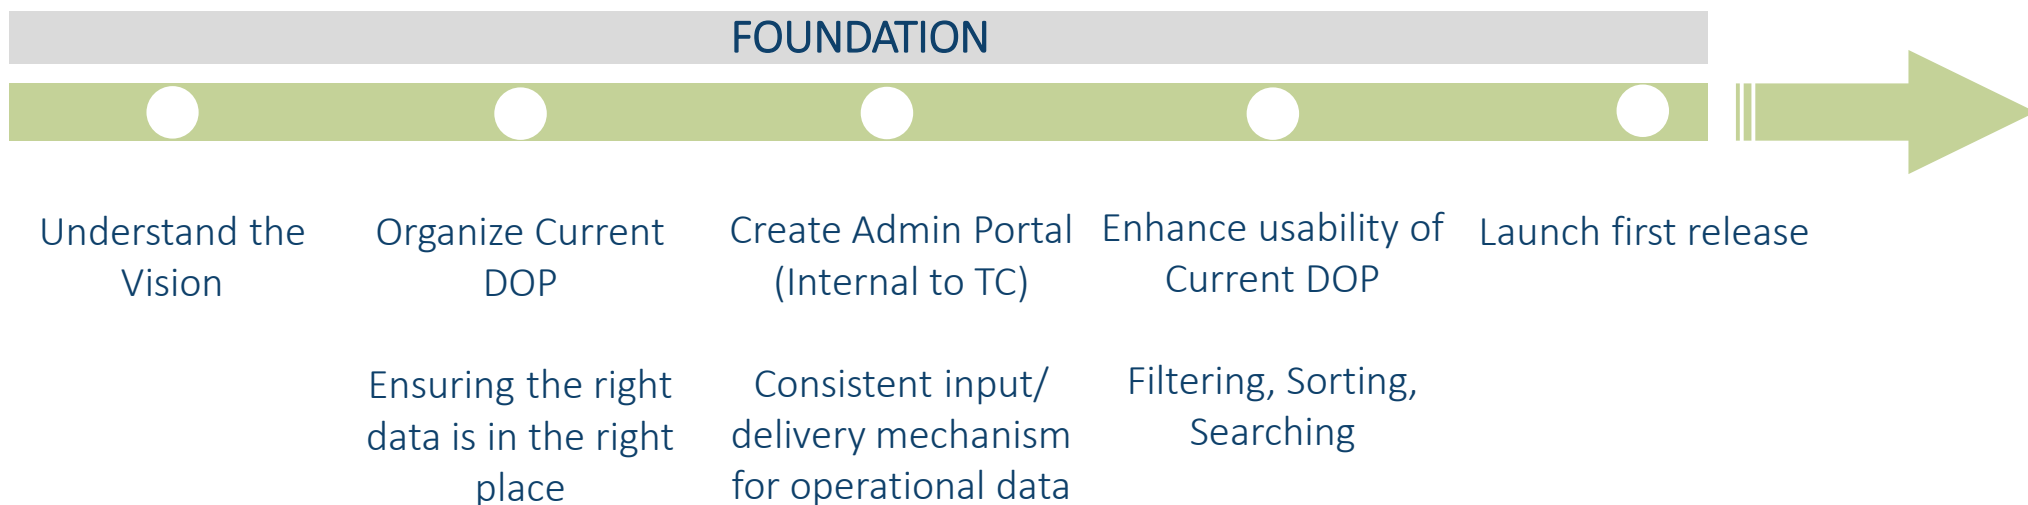 FOUNDATION
Understand the
Vision
Organize Current
DOP
Ensuring the right
data is in the right
place
Create Admin Portal
(Internal to TC)
Consistent input/
delivery mechanism
for operational data
Enhance usability of
Current DOP
Filtering, Sorting,
Searching
Launch first release